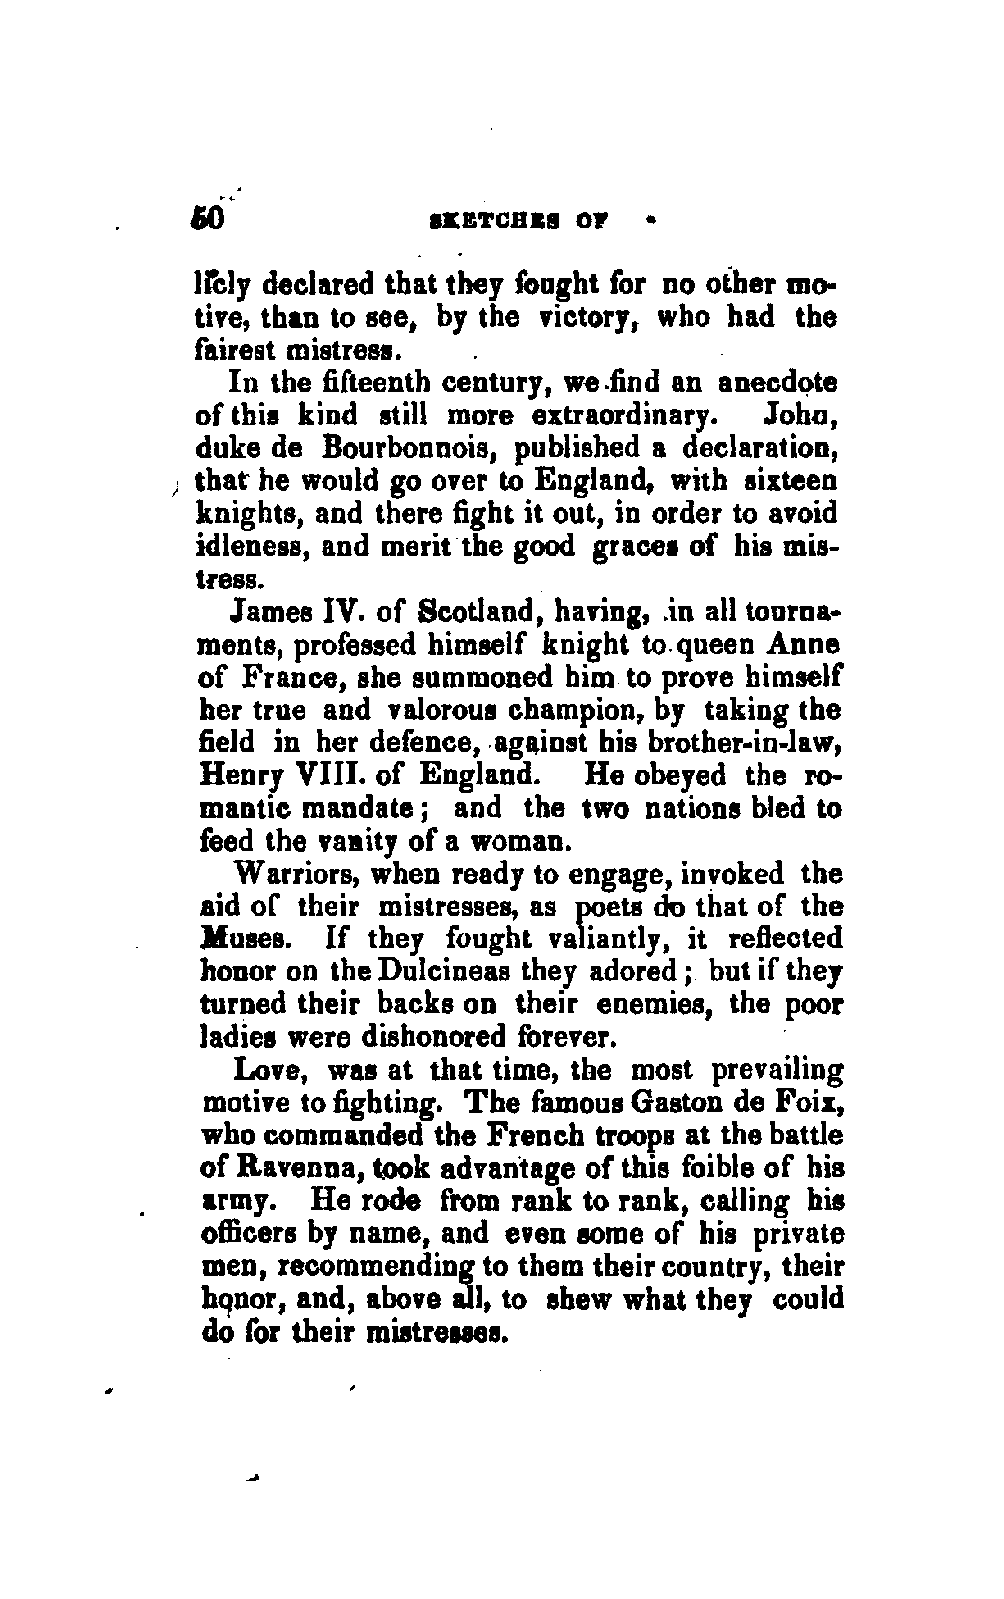 50 SKETCHES OF
licly declared that they fought for no other mo-
tive, than to see, by the victory, who had the
fairest mistress.
In the fifteenth century, we find an anecdote
of this kind still more extraordinary. John,
duke de Bourbonnois, published a declaration,
that he would go over to England, with sixteen
knights, and there fight it out, in order to avoid
idleness, and merit the good graces of his mis-
tress.
James IV. of Scotland, having, in all tourna-
ments, professed himself knight to queen Anne
of France, she summoned him to prove himself
her true and valorous champion, by taking the
field in her defence, against his brother-in-law,
Henry VIII. of England. He obeyed the ro-
mantic mandate; and the two nations bled to
feed the vanity of a woman.
Warriors, when ready to engage, invoked the
aid of their mistresses, as poets do that of the
Muses. If they fought valiantly, it reflected
honor on the Dulcineas they adored; but if they
turned their backs on their enemies, the poor
ladies were dishonored forever.
Love, was at that time, the most prevailing
motive to fighting. The famous Gaston de Foix,
who commanded the French troops at the battle
of Ravenna, took advantage of this foible of his
army. He rode from rank to rank, calling his
officers by name, and even some of his private
men, recommending to them their country, their
honor, and, above all, to shew what they could
do for their mistresses.